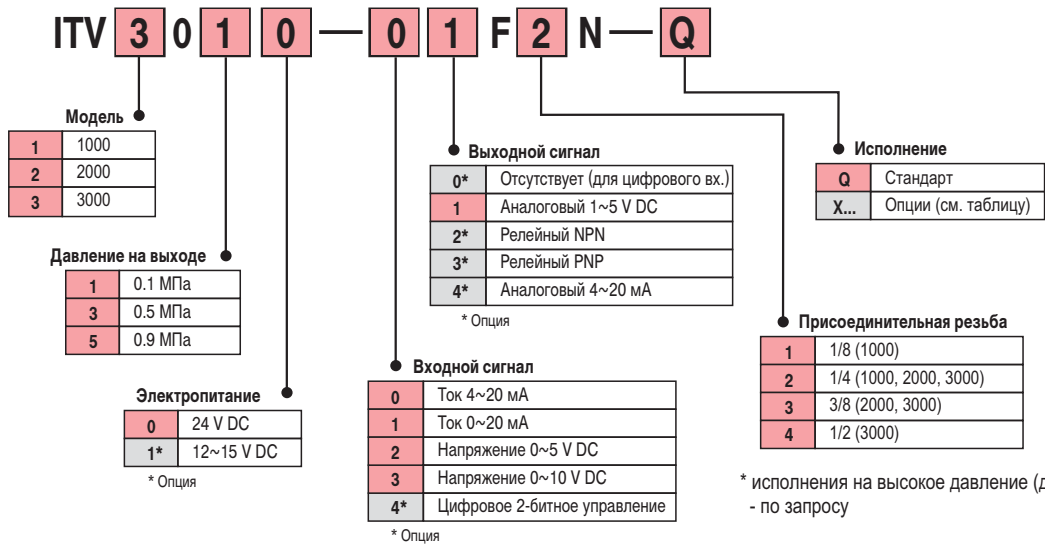 ITV 3 0 1 0 — 0 1 F 2 N — Q
Модель
1 1000
2 2000
3 3000
Давление на выходе
1 0.1 МПа
3 0.5 МПа
5 0.9 МПа
Электропитание
0 24 V DC
1* 12~15 V DC
* Опция
Выходной сигнал
0* Отсутствует (для цифрового вх.)
1 Аналоговый 1~5 V DC
2* Релейный NPN
3* Релейный PNP
4* Аналоговый 4~20 мА
* Опция
Входной сигнал
0 Ток 4~20 мА
1 Ток 0~20 мА
2 Напряжение 0~5 V DC
3 Напряжение 0~10 V DC
4* Цифровое 2-битное управление
* Опция
Исполнение
Q Стандарт
X... Опции (см. таблицу)
Присоединительная резьба
1 1/8 (1000)
2 1/4 (1000, 2000, 3000)
3 3/8 (2000, 3000)
4 1/2 (3000)
* исполнения на высокое давление
- по запросу